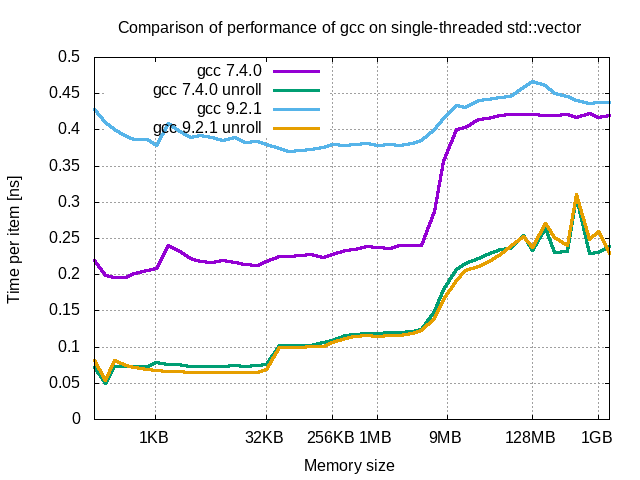 Comparison of performance of gcc on single-threaded std::vector
0.5
0.45
0.4
0.35
0.3
0.25
0.2
0.15
0.1
0.05
0
Time per item [ns]
gcc 7.4.0
gcc 7.4.0 unroll
gcc 9.2.1
gcc 9.2.1 unroll
1KB 32KB 256KB 1MB 9MB 128MB 1GB
Memory size